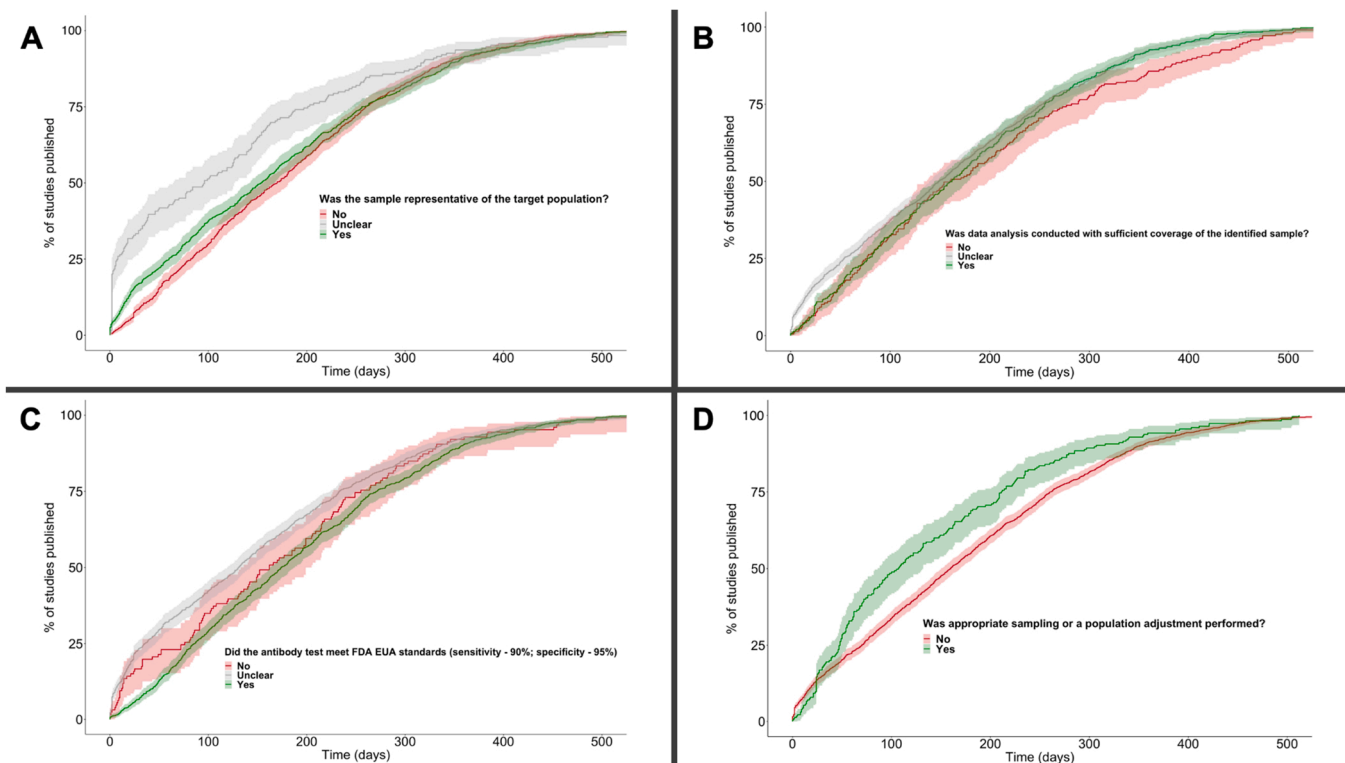 A
100
75
50
25
0
% of studies published
Was the sample representative of the target population?
No
Unclear
Yes
0 100 200 300 400 500
Time (days)
B
100
75
50
25
0
% of studies published
Was data analysis conducted with sufficient coverage of the identified sample?
No
Unclear
Yes
0 100 200 300 400 500
Time (days)
C
100
75
50
25
0
% of studies published
Did the antibody test meet FDA EUA standards (sensitivity - 90%; specificity - 95%)
No
Unclear
Yes
0 100 200 300 400 500
Time (days)
D
100
75
50
25
0
% of studies published
Was appropriate sampling or a population adjustment performed?
No
Yes
0 100 200 300 400 500
Time (days)